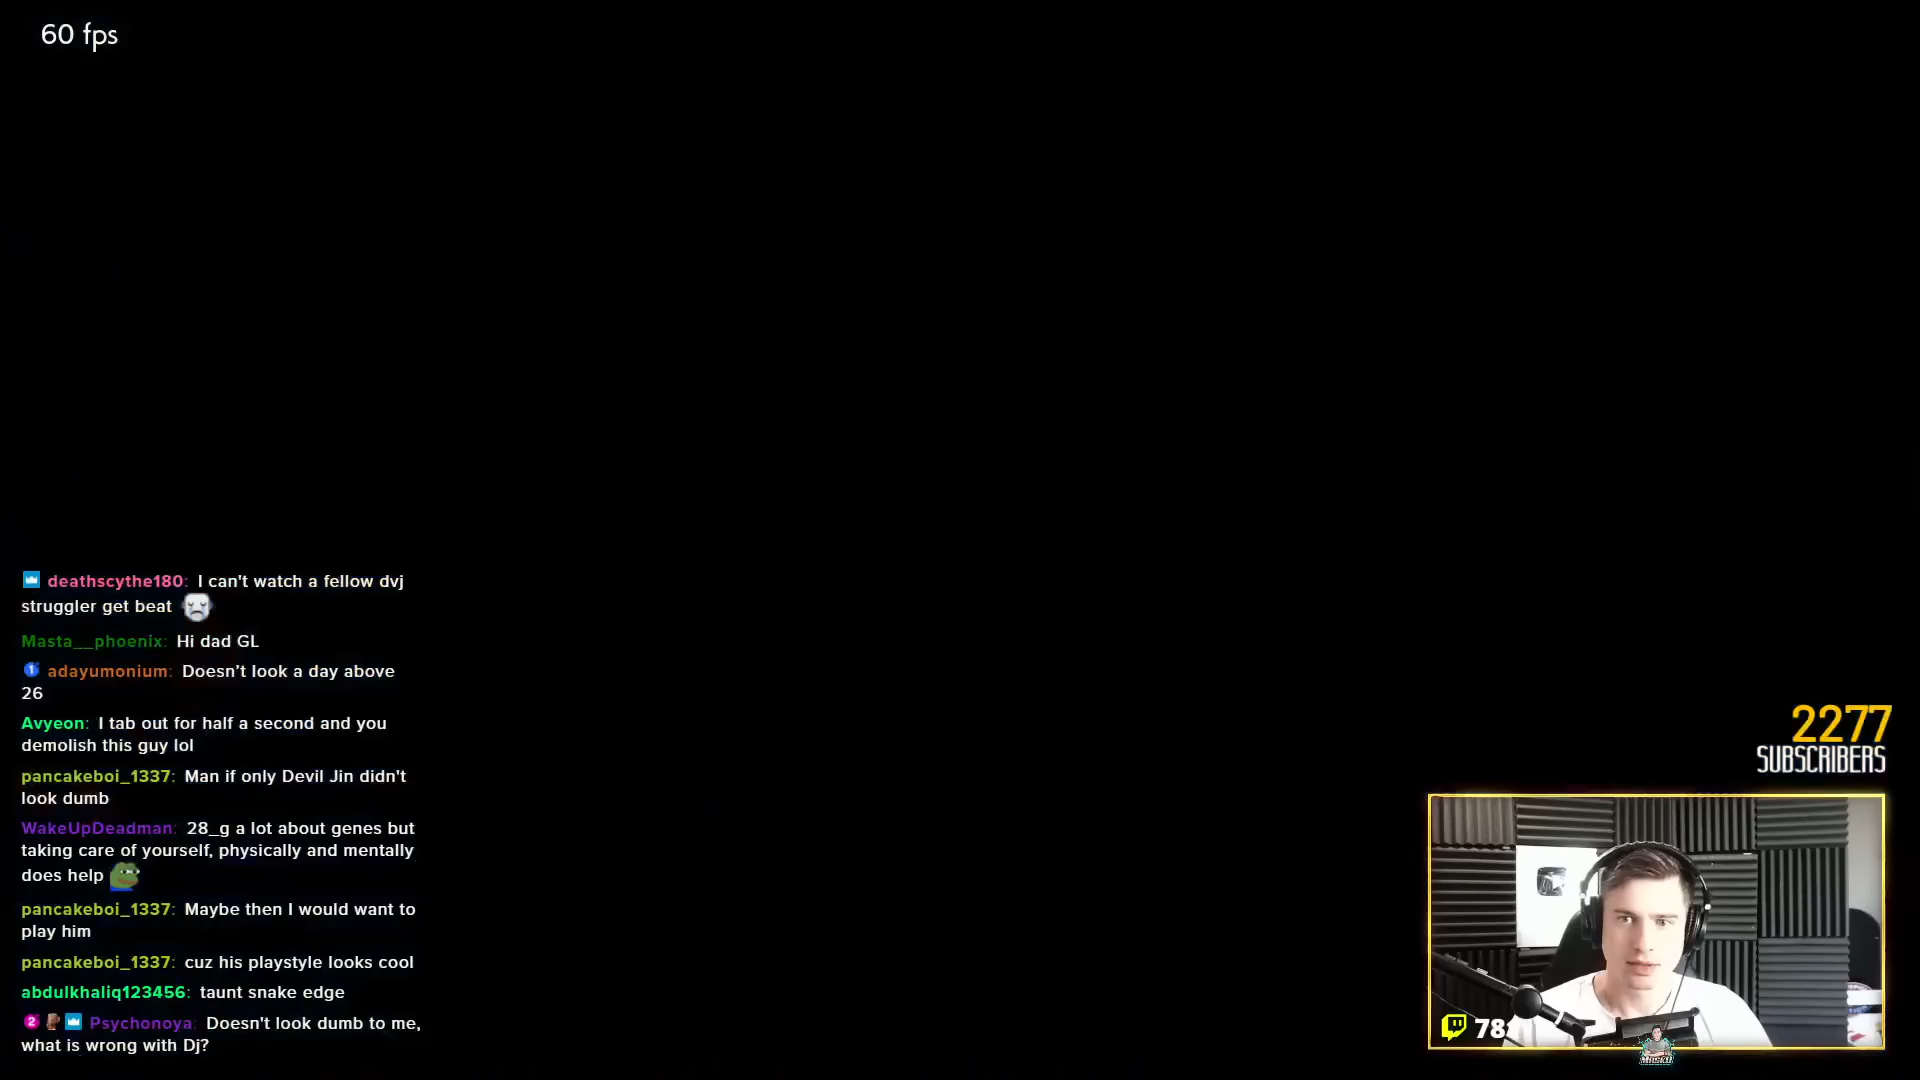 60 fps
deathscythe180: I can't watch a fellow dvj
struggler get beat
Masta__phoenix: Hi dad GL
1 adayumonium: Doesn't look a day above
26
Avyeon: I tab out for half a second and you
demolish this guy lol
pancakeboi_1337: Man if only Devil Jin didn't
look dumb
WakeUpDeadman: 28_g a lot about genes but
taking care of yourself, physically and mentally
does help
pancakeboi_1337: Maybe then I would want to
play him
pancakeboi_1337: cuz his playstyle looks cool
abdulkhaliq123456: taunt snake edge
2 Psychonoya: Doesn't look dumb to me,
what is wrong with Dj?
2277
SUBSCRIBERS